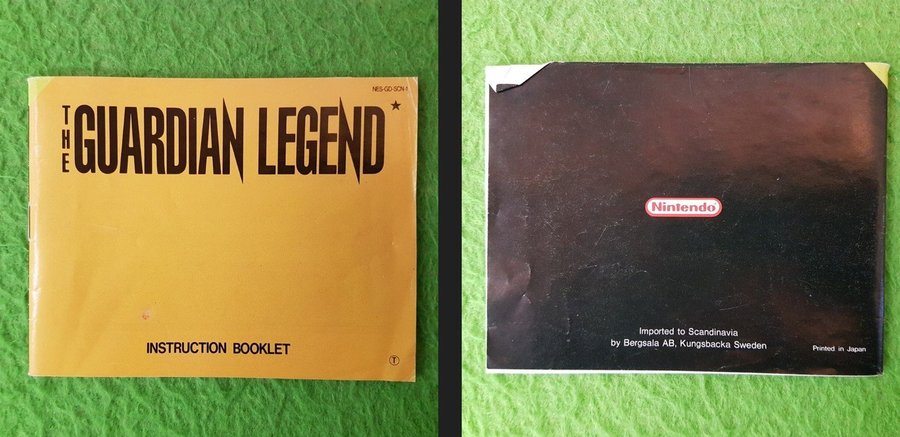 NES-GD-SCN-1
THE GUARDIAN LEGEND*
INSTRUCTION BOOKLET
T
Nintendo
Imported to Scandinavia
by Bergsala AB, Kungsbacka Sweden
Printed in Japan